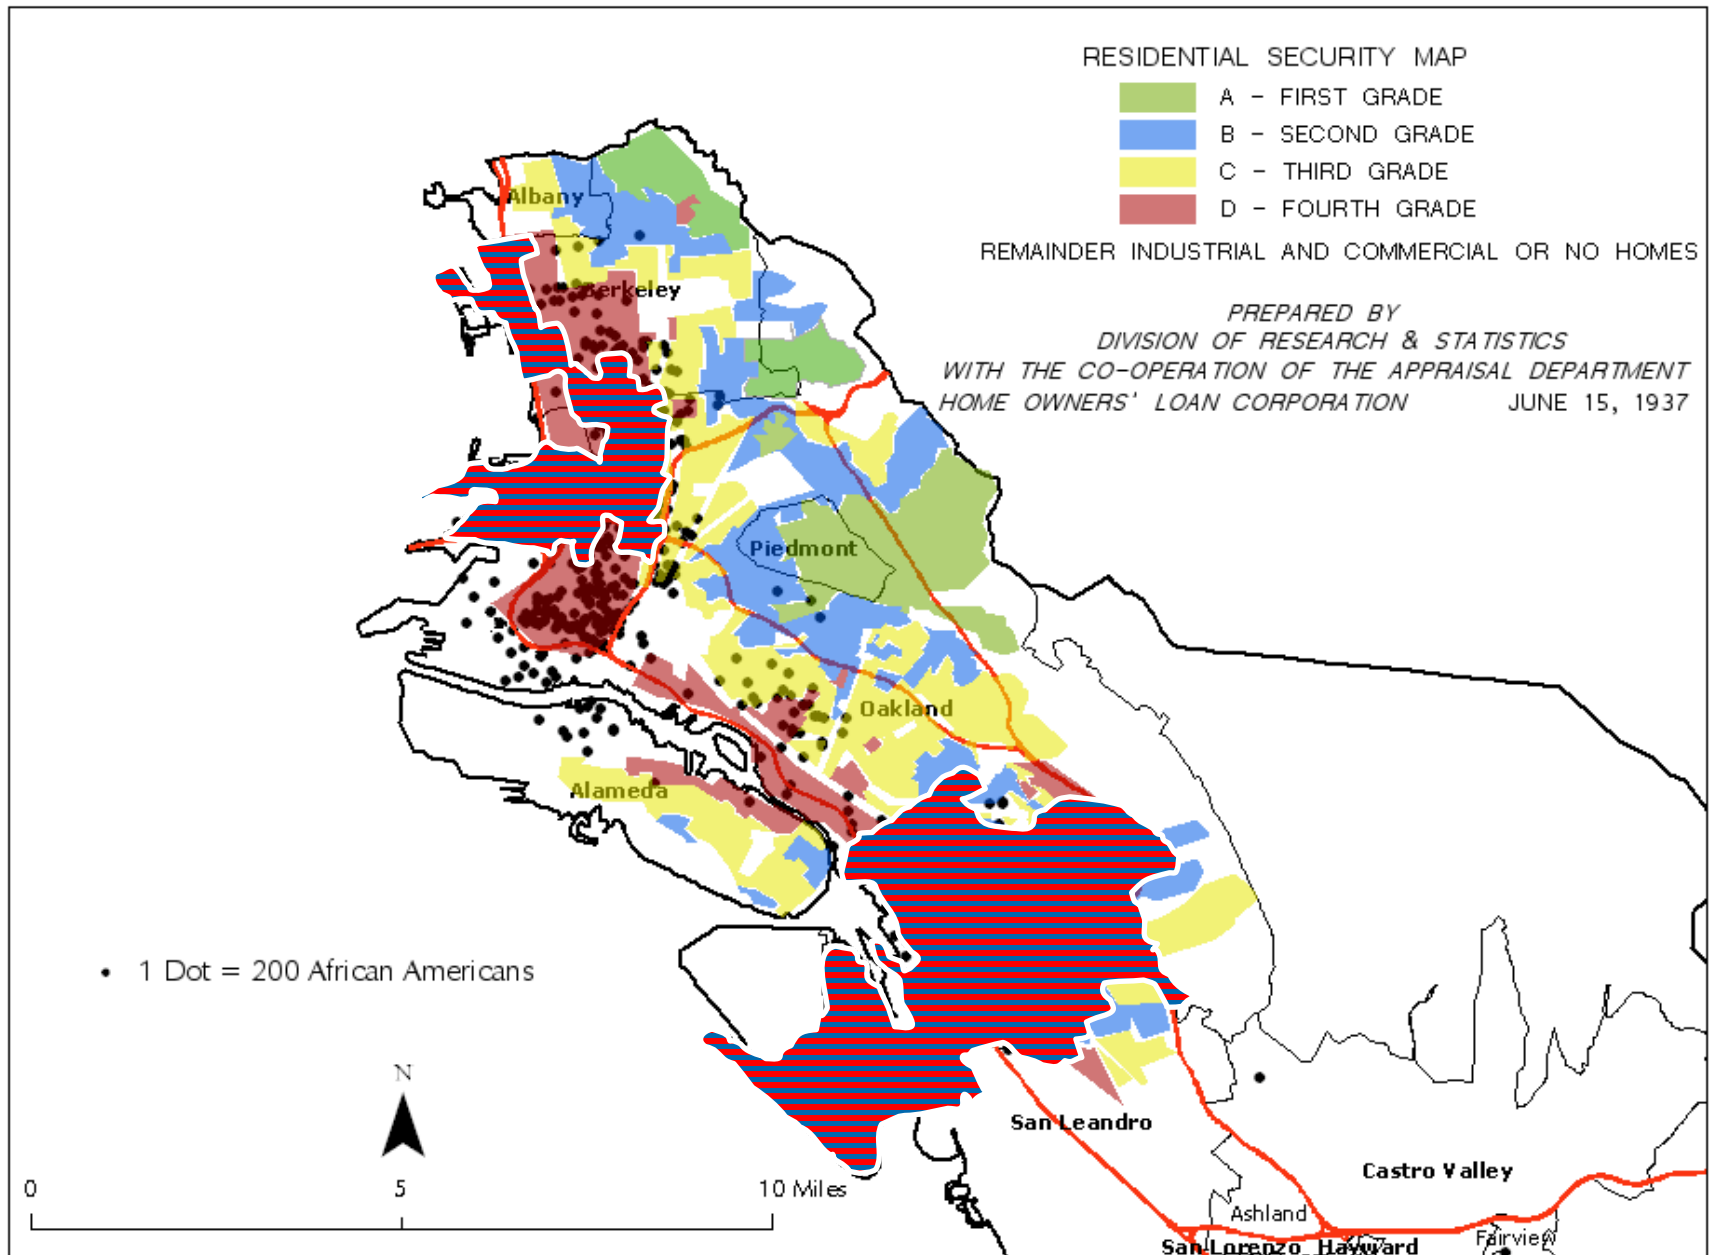 RESIDENTIAL SECURITY MAP
A - FIRST GRADE
B - SECOND GRADE
C - THIRD GRADE
D - FOURTH GRADE
REMAINDER INDUSTRIAL AND COMMERCIAL OR NO HOMES
PREPARED BY
DIVISION OF RESEARCH & STATISTICS
WITH THE CO-OPERATION OF THE APPRAISAL DEPARTMENT
HOME OWNERS' LOAN CORPORATION JUNE 15, 1937
Albany
Berkeley
Piedmont
Oakland
Alameda
1 Dot = 200 African Americans
N
San Leandro
Castro Valley
0 5 10 Miles
Ashland
Fairview
San Lorenzo Hayward